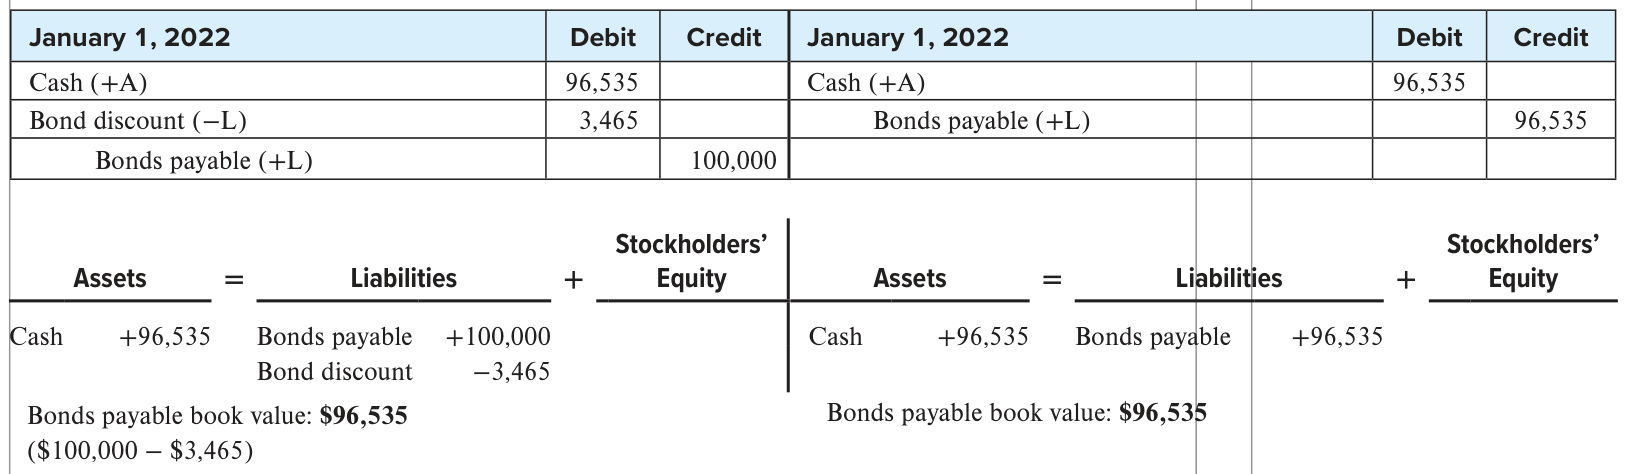 January 1, 2022 Debit Credit January 1, 2022 Debit Credit
Cash (+A) 96,535 Cash (+A) 96,535
Bond discount (−L) 3,465 Bonds payable (+L) 96,535
Bonds payable (+L) 100,000
Stockholders’ Stockholders’
Assets = Liabilities + Equity Assets = Liabilities + Equity
Cash +96,535 Bonds payable +100,000 Cash +96,535 Bonds payable +96,535
Bond discount −3,465
Bonds payable book value: $96,535 Bonds payable book value: $96,535
($100,000 − $3,465)